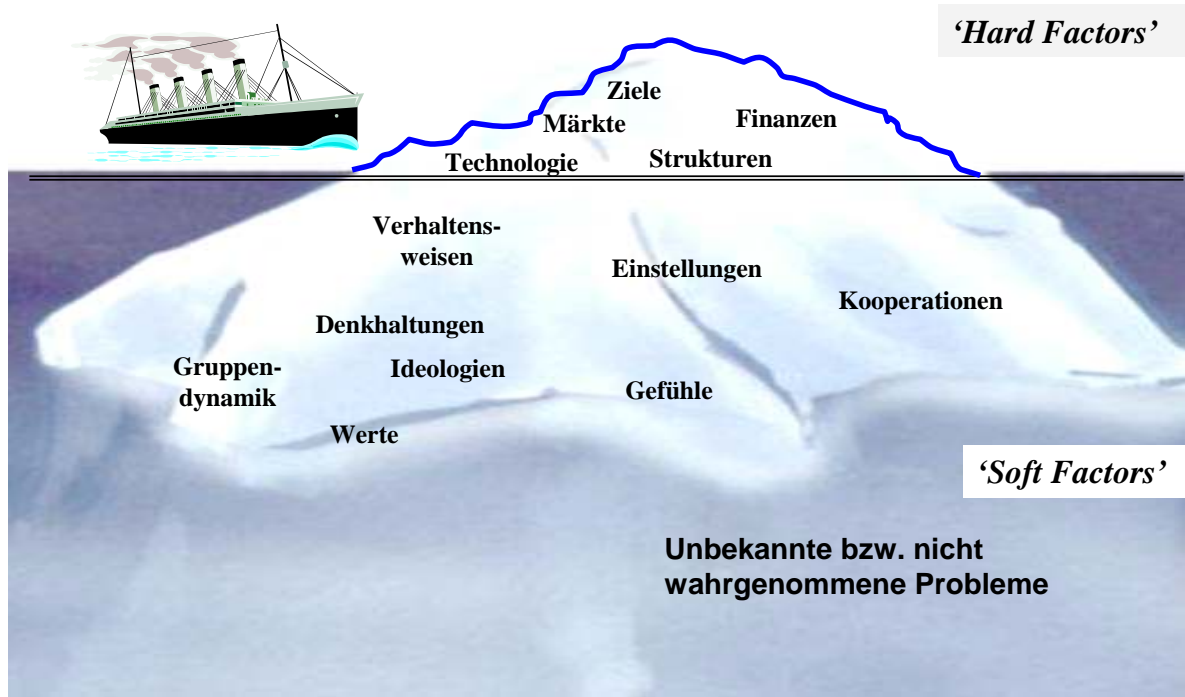 ‘Hard Factors’
Ziele
Märkte
Finanzen
Technologie
Strukturen
Verhaltens-
weisen
Einstellungen
Kooperationen
Denkhaltungen
Gruppen-
dynamik
Ideologien
Gefühle
Werte
‘Soft Factors’
Unbekannte bzw. nicht
wahrgenommene Probleme